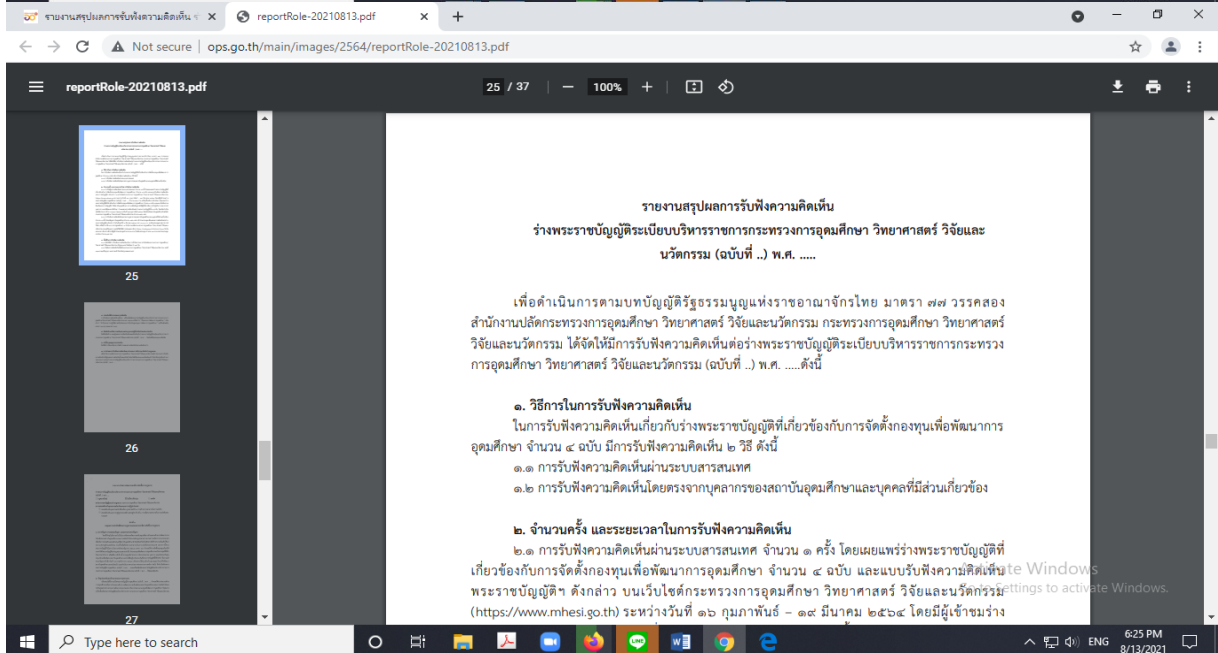 รายงานสรุปผลการรับฟังความคิดเห็น
reportRole-20210813.pdf
Not secure | ops.go.th/main/images/2564/reportRole-20210813.pdf
reportRole-20210813.pdf
25 / 37
100%
25
26
27
รายงานสรุปผลการรับฟังความคิดเห็น
ร่างพระราชบัญญัติระเบียบบริหารราชการกระทรวงการอุดมศึกษา วิทยาศาสตร์ วิจัยและ
นวัตกรรม (ฉบับที่ ..) พ.ศ. .....
เพื่อดำเนินการตามบทบัญญัติรัฐธรรมนูญแห่งราชอาณาจักรไทย มาตรา ๗๗ วรรคสอง
สำนักงานปลัดกระทรวงการอุดมศึกษา วิทยาศาสตร์ วิจัยและนวัตกรรม กระทรวงการอุดมศึกษา วิทยาศาสตร์
วิจัยและนวัตกรรม ได้จัดให้มีการรับฟังความคิดเห็นต่อร่างพระราชบัญญัติระเบียบบริหารราชการกระทรวง
การอุดมศึกษา วิทยาศาสตร์ วิจัยและนวัตกรรม (ฉบับที่ ..) พ.ศ. .....ดังนี้
๑. วิธีการในการรับฟังความคิดเห็น
ในการรับฟังความคิดเห็นเกี่ยวกับร่างพระราชบัญญัติที่เกี่ยวข้องกับการจัดตั้งกองทุนเพื่อพัฒนาการ
อุดมศึกษา จำนวน ๔ ฉบับ มีการรับฟังความคิดเห็น ๒ วิธี ดังนี้
๑.๑ การรับฟังความคิดเห็นผ่านระบบสารสนเทศ
๑.๒ การรับฟังความคิดเห็นโดยตรงจากบุคลากรของสถาบันอุดมศึกษาและบุคคลที่มีส่วนเกี่ยวข้อง
๒. จำนวนครั้ง และระยะเวลาในการรับฟังความคิดเห็น
๒.๑ การรับฟังความคิดเห็นผ่านระบบสารสนเทศ จำนวน ๑ ครั้ง โดยเผยแพร่ร่างพระราชบัญญัติที่
เกี่ยวข้องกับการจัดตั้งกองทุนเพื่อพัฒนาการอุดมศึกษา จำนวน ๔ ฉบับ และแบบรับฟังความคิดเห็น
พระราชบัญญัติฯ ดังกล่าว บนเว็บไซต์กระทรวงการอุดมศึกษา วิทยาศาสตร์ วิจัยและนวัตกรรม
(https://www.mhesi.go.th) ระหว่างวันที่ ๑๖ กุมภาพันธ์ – ๑๙ มีนาคม ๒๕๖๔ โดยมีผู้เข้าชมร่าง
Activate Windows
Go to Settings to activate Windows.
Type here to search
ENG
6:25 PM
8/13/2021